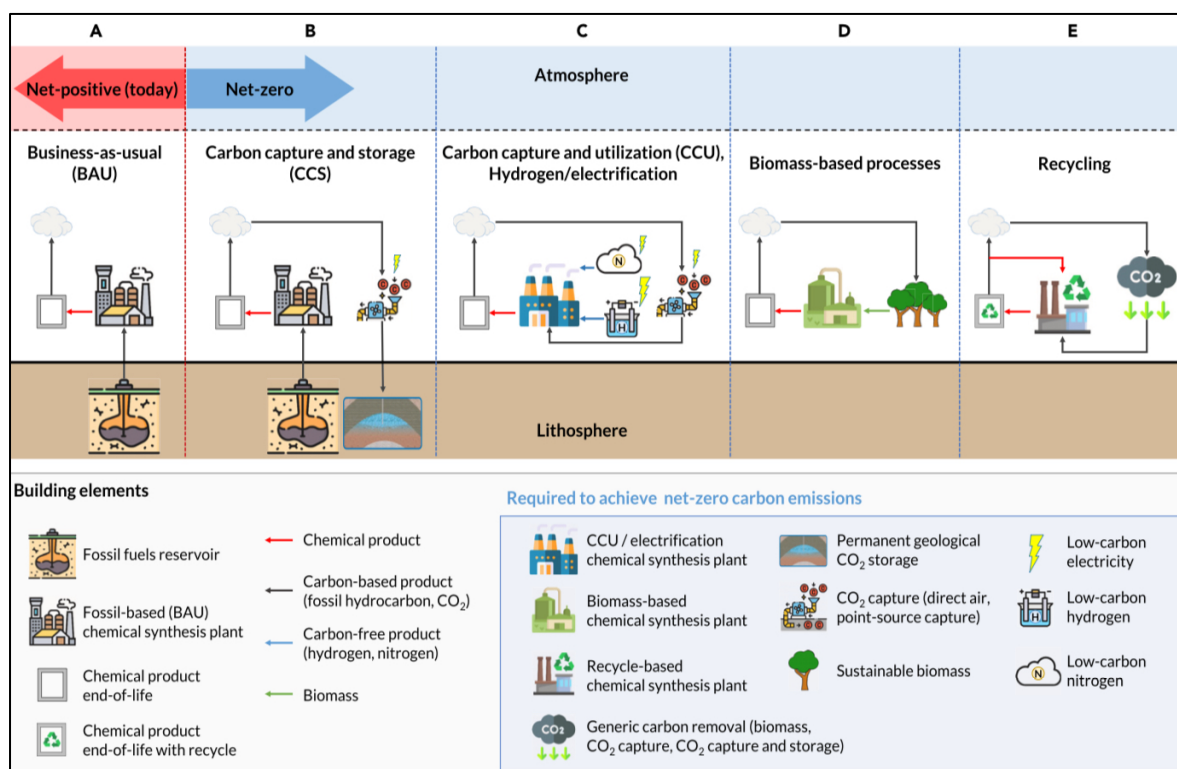 A
B
C
D
E
Net-positive (today)
Net-zero
Atmosphere
Business-as-usual
(BAU)
Carbon capture and storage
(CCS)
Carbon capture and utilization (CCU),
Hydrogen/electrification
Biomass-based processes
Recycling
C C C
N
H
C C C
CO2
Lithosphere
Building elements
Fossil fuels reservoir
Fossil-based (BAU)
chemical synthesis plant
Chemical product
end-of-life
Chemical product
end-of-life with recycle
Chemical product
Carbon-based product
(fossil hydrocarbon, CO2)
Carbon-free product
(hydrogen, nitrogen)
Biomass
Required to achieve net-zero carbon emissions
CCU / electrification
chemical synthesis plant
Biomass-based
chemical synthesis plant
Recycle-based
chemical synthesis plant
CO2
Generic carbon removal (biomass,
CO2 capture, CO2 capture and storage)
Permanent geological
CO2 storage
C C C
C C
CO2 capture (direct air,
point-source capture)
Sustainable biomass
Low-carbon
electricity
H
Low-carbon
hydrogen
N
Low-carbon
nitrogen